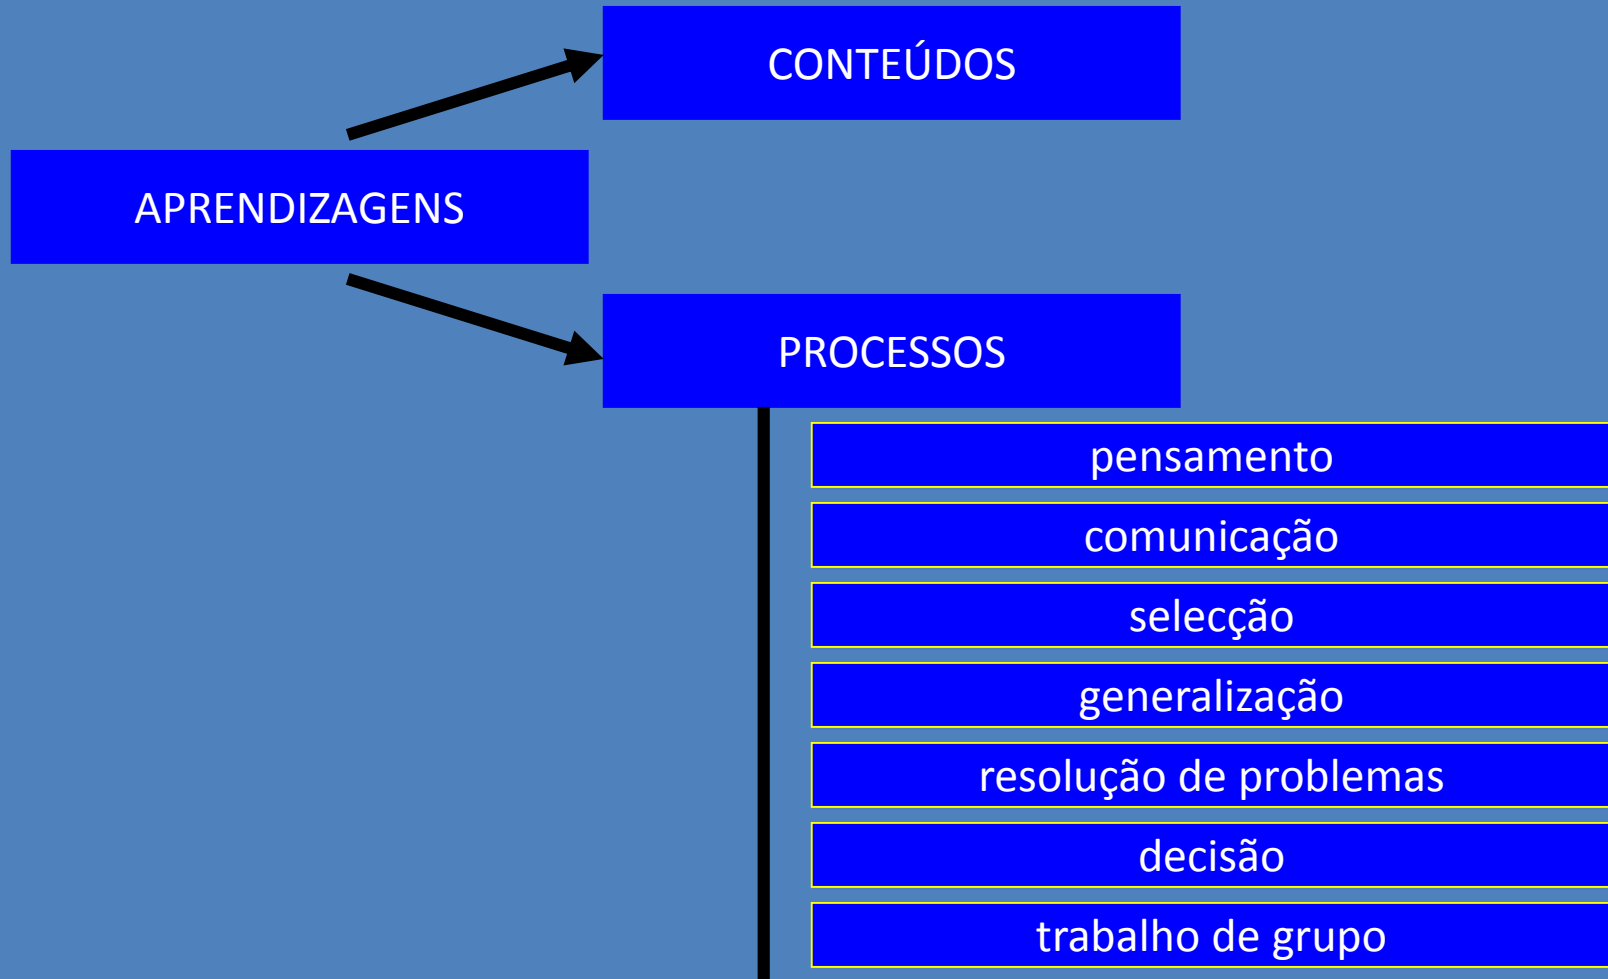 CONTEÚDOS
APRENDIZAGENS
PROCESSOS
pensamento
comunicação
selecção
generalização
resolução de problemas
decisão
trabalho de grupo